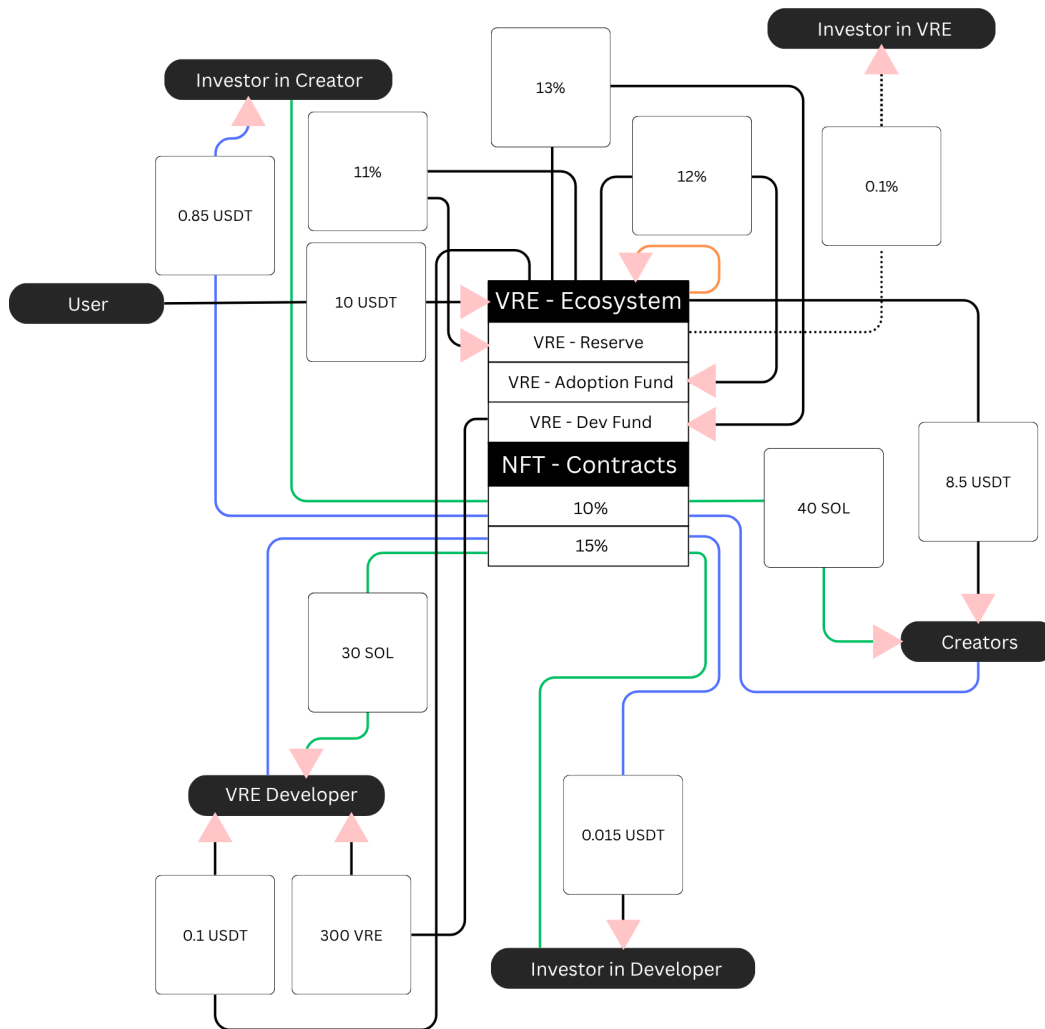 Investor in VRE
Investor in Creator
13%
11%
12%
0.1%
0.85 USDT
User
10 USDT
VRE - Ecosystem
VRE - Reserve
VRE - Adoption Fund
VRE - Dev Fund
NFT - Contracts
10%
15%
8.5 USDT
40 SOL
Creators
30 SOL
VRE Developer
0.015 USDT
0.1 USDT
300 VRE
Investor in Developer